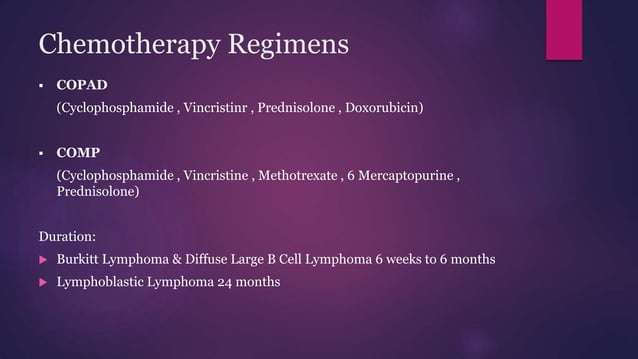 Chemotherapy Regimens
COPAD
(Cyclophosphamide , Vincristinr , Prednisolone , Doxorubicin)
COMP
(Cyclophosphamide , Vincristine , Methotrexate , 6 Mercaptopurine ,
Prednisolone)
Duration:
Burkitt Lymphoma & Diffuse Large B Cell Lymphoma 6 weeks to 6 months
Lymphoblastic Lymphoma 24 months